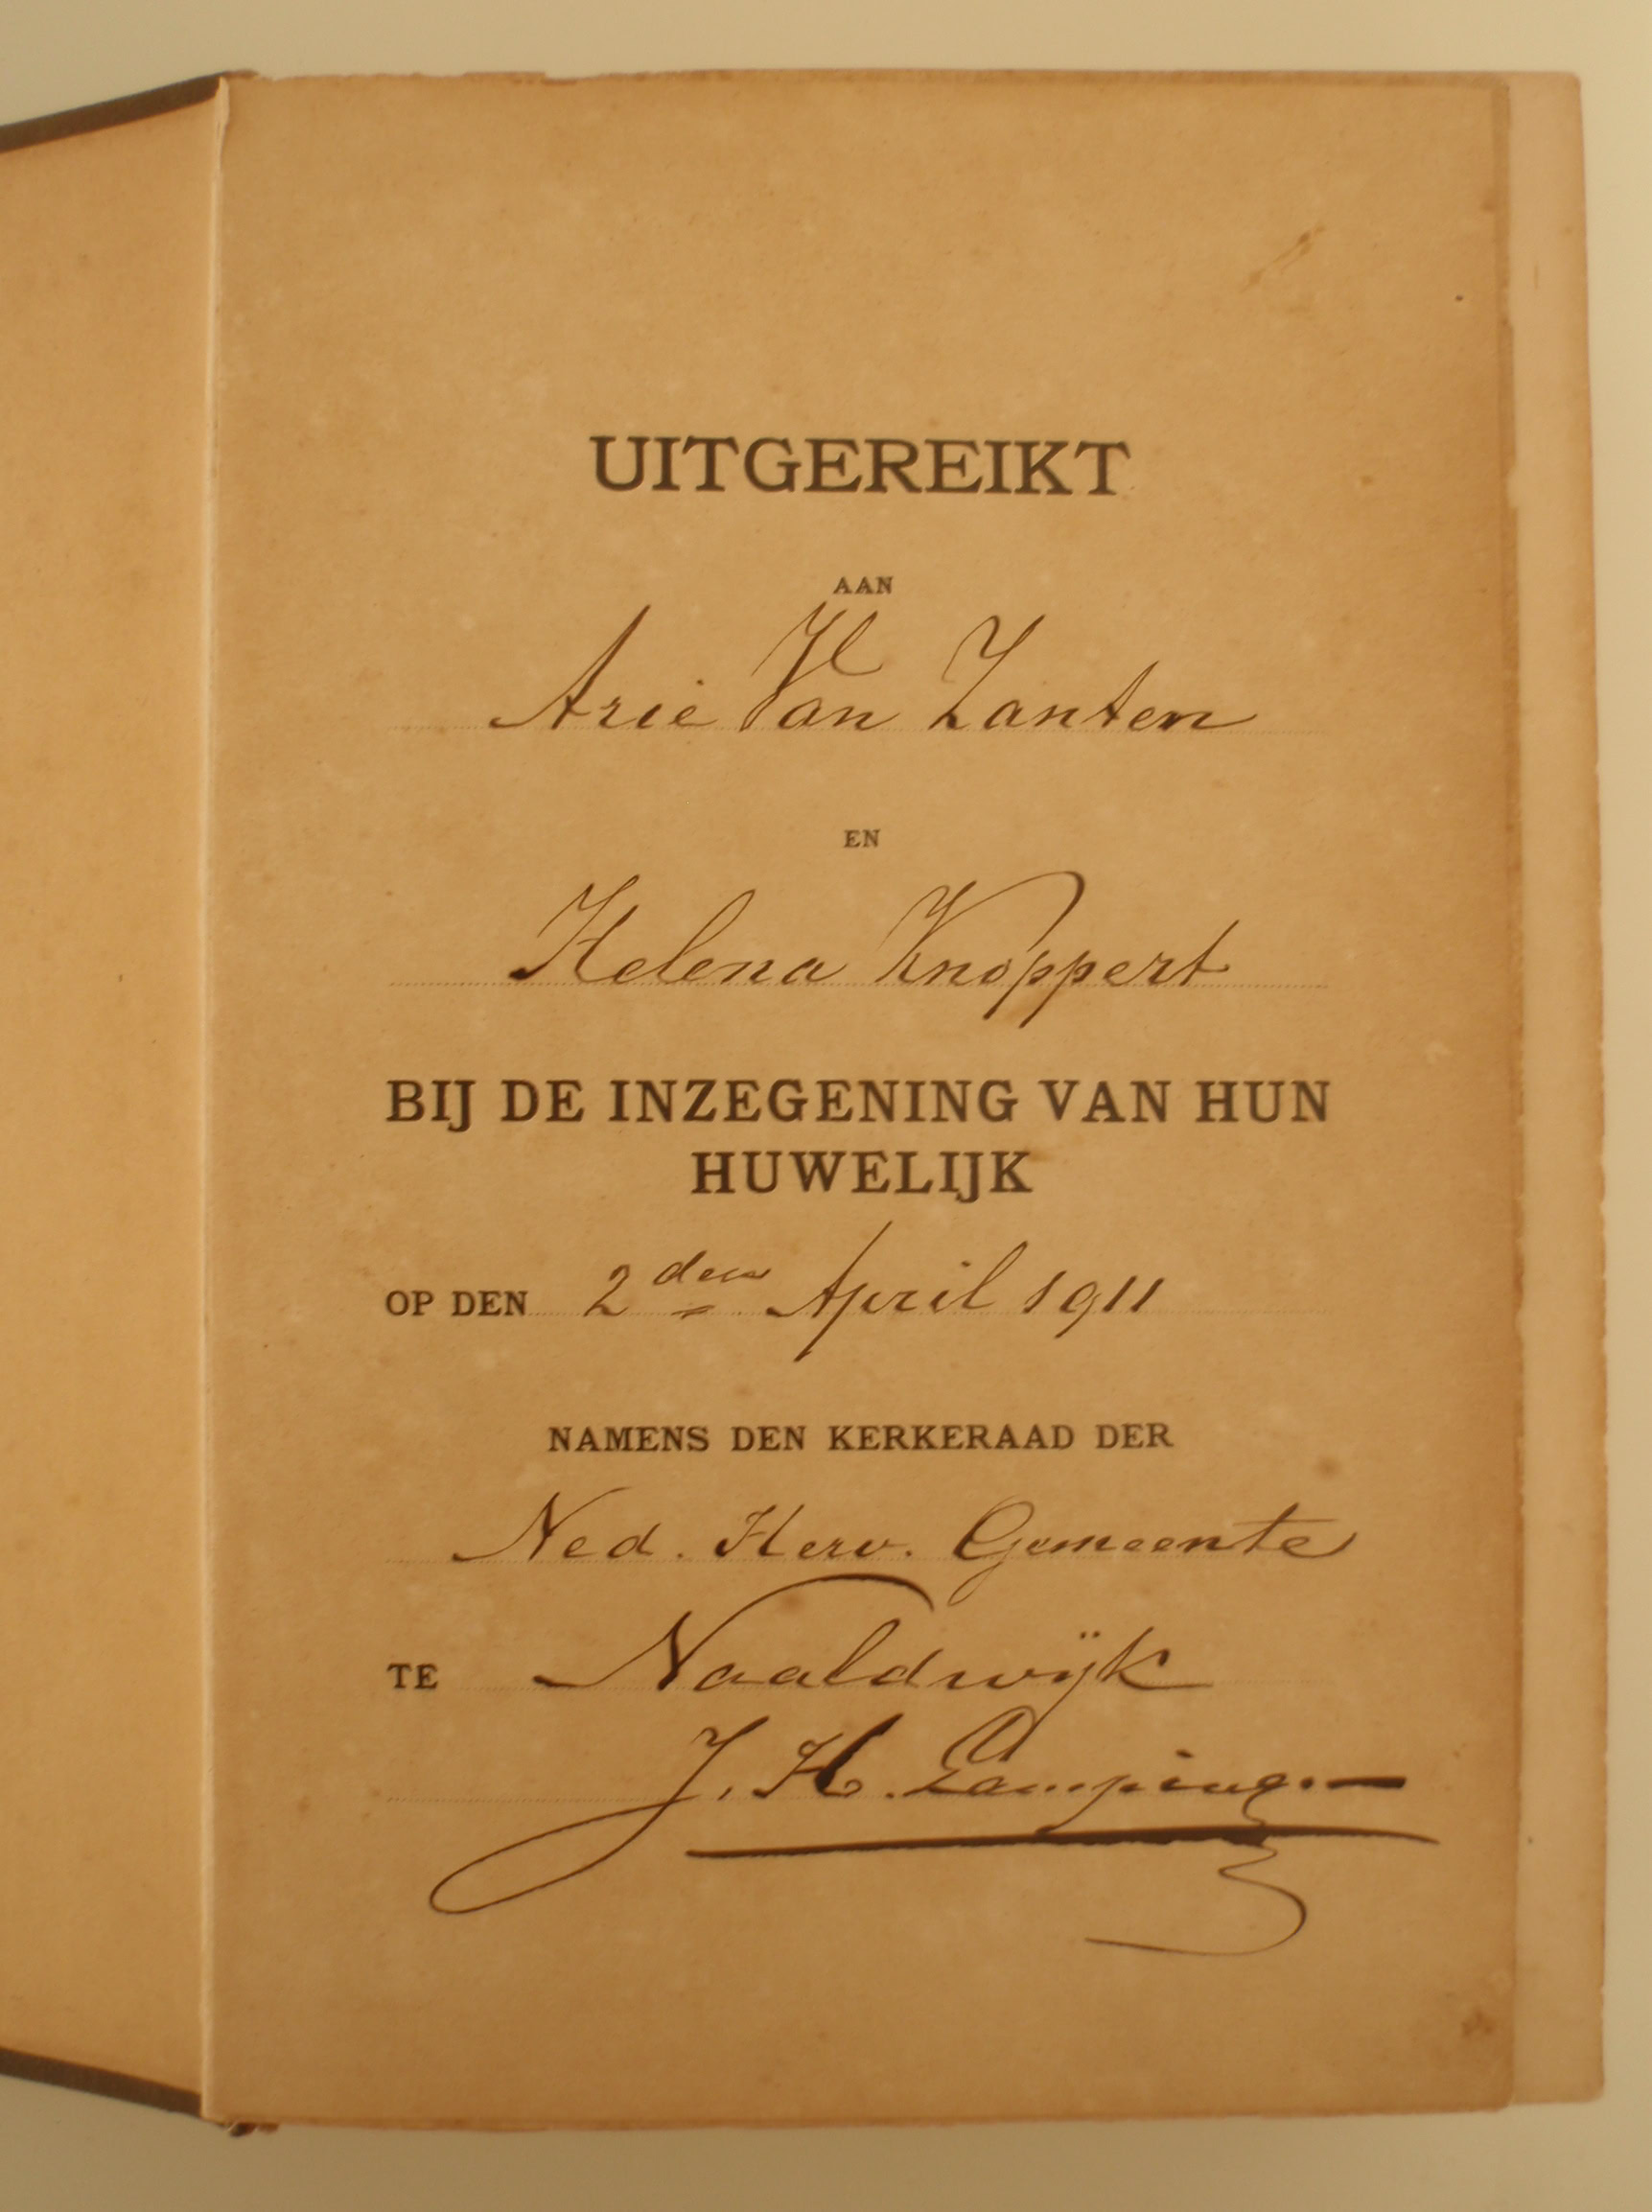 UITGEREIKT
AAN
Arie Van Zanten
EN
Helena Knoppert
BIJ DE INZEGENING VAN HUN
HUWELIJK
OP DEN 2den April 1911
NAMENS DEN KERKERAAD DER
Ned. Herv. Gemeente
TE Naaldwijk
J. H.